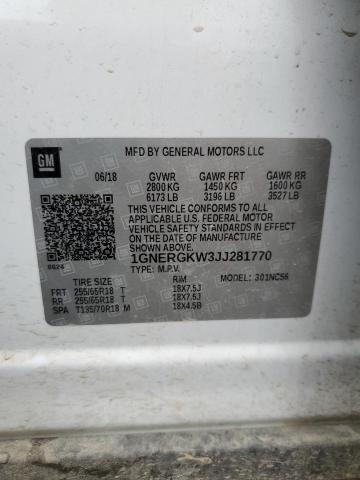 GM
MFD BY GENERAL MOTORS LLC
06/18 GVWR GAWR FRT GAWR RR
2800 KG 1450 KG 1600 KG
6173 LB 3196 LB 3527 LB
THIS VEHICLE CONFORMS TO ALL APPLICABLE
U.S. FEDERAL MOTOR
VEHICLE SAFETY STANDARDS IN EFFECT
ON THE DATE OF MANUFACTURE SHOWN ABOVE.
1GNERGKW3JJ281770
0624 TYPE: M.P.V. MODEL: 301NC56
TIRE SIZE RIM
FRT 255/65R18 T 18X7.5J
RR 255/65R18 T 18X7.5J
SPA T135/70R18 M 18X4.5B